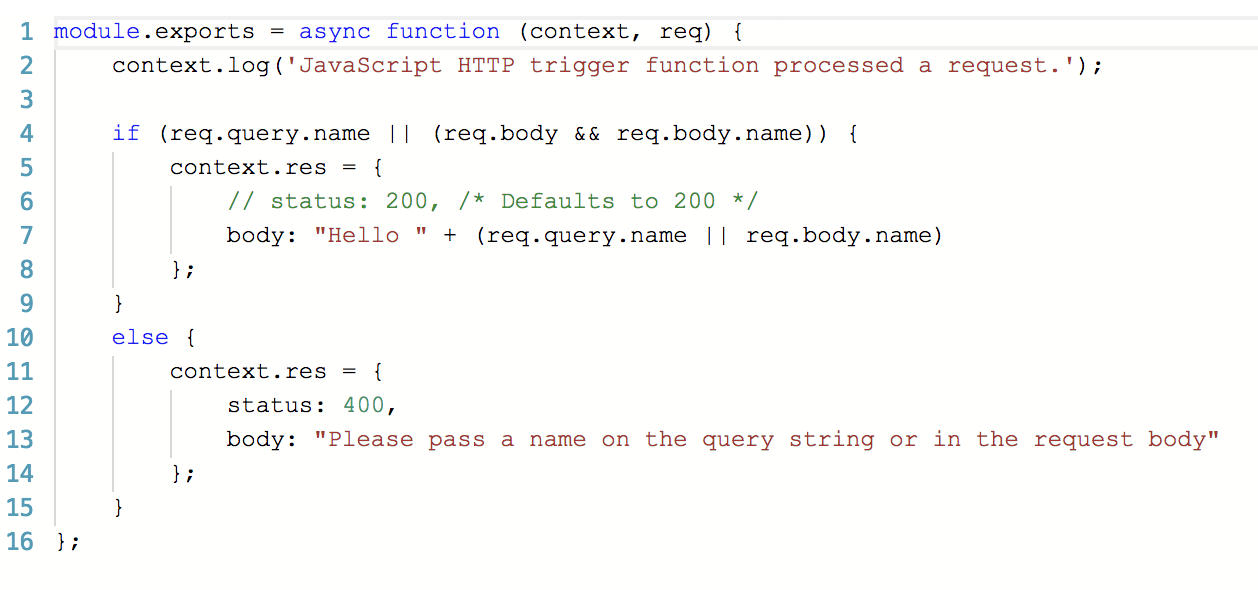 1 module.exports = async function (context, req) {
2     context.log('JavaScript HTTP trigger function processed a request.');
3
4     if (req.query.name || (req.body && req.body.name)) {
5         context.res = {
6             // status: 200, /* Defaults to 200 */
7             body: "Hello " + (req.query.name || req.body.name)
8         };
9     }
10     else {
11         context.res = {
12             status: 400,
13             body: "Please pass a name on the query string or in the request body"
14         };
15     }
16 };